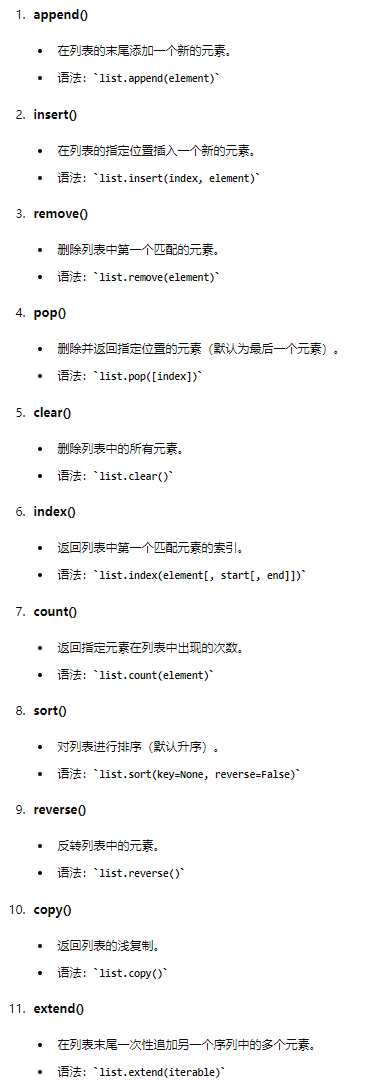 1. append()
• 在列表的末尾添加一个新的元素。
• 语法: `list.append(element)`
2. insert()
• 在列表的指定位置插入一个新的元素。
• 语法: `list.insert(index, element)`
3. remove()
• 删除列表中第一个匹配的元素。
• 语法: `list.remove(element)`
4. pop()
• 删除并返回指定位置的元素（默认为最后一个元素）。
• 语法: `list.pop([index])`
5. clear()
• 删除列表中的所有元素。
• 语法: `list.clear()`
6. index()
• 返回列表中第一个匹配元素的索引。
• 语法: `list.index(element[, start[, end]])`
7. count()
• 返回指定元素在列表中出现的次数。
• 语法: `list.count(element)`
8. sort()
• 对列表进行排序（默认升序）。
• 语法: `list.sort(key=None, reverse=False)`
9. reverse()
• 反转列表中的元素。
• 语法: `list.reverse()`
10. copy()
• 返回列表的浅复制。
• 语法: `list.copy()`
11. extend()
• 在列表末尾一次性追加另一个序列中的多个元素。
• 语法: `list.extend(iterable)`